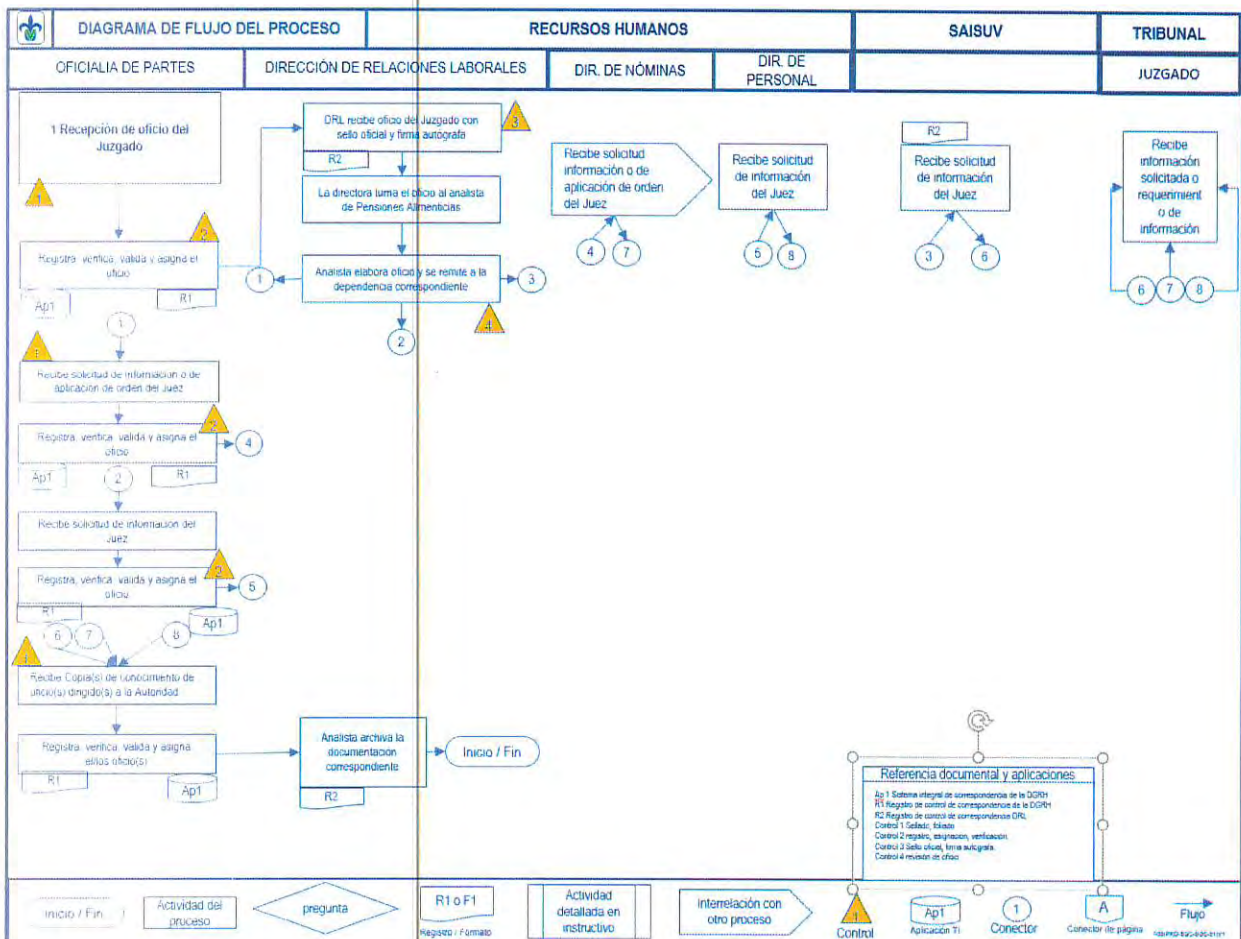 DIAGRAMA DE FLUJO DEL PROCESO
RECURSOS HUMANOS
SAISUV
TRIBUNAL
OFICIALIA DE PARTES
DIRECCIÓN DE RELACIONES LABORALES
DIR. DE NÓMINAS
DIR. DE
PERSONAL
JUZGADO
1 Recepción de oficio del
Juzgado
1
2
Registra, verifica, valida y asigna el
oficio
Ap1
R1
1
1
Recibe solicitud de información o de
aplicación de orden del Juez
2
Registra, verifica, valida y asigna el
oficio
4
Ap1
2
R1
Recibe solicitud de información del
Juez
2
Registra, verifica, valida y asigna el
oficio
5
R1
Ap1
6
7
8
1
Recibe Copia(s) de conocimiento de
oficio(s) dirigido(s) a la Autoridad
Registra, verifica, valida y asigna
el/los oficio(s)
R1
Ap1
DRL recibe oficio del Juzgado con
sello oficial y firma autógrafa
3
R2
La directora turna el oficio al analista
de Pensiones Alimenticias
1
Analista elabora oficio y se remite a la
dependencia correspondiente
3
4
2
Analista archiva la
documentación
correspondiente
R2
Inicio / Fin
Recibe solicitud
información o de
aplicación de orden
del Juez
4
7
Recibe solicitud
de información
del Juez
5
8
R2
Recibe solicitud
de información
del Juez
3
6
Recibe
información
solicitada o
requerimient
o de
información
6
7
8
Referencia documental y aplicaciones
Ap 1 Sistema integral de correspondencia de la DGRH
R1 Registro de control de correspondencia de la DGRH
R2 Registro de control de correspondencia DRL
Control 1 Sellado, foliado
Control 2 registro, asignación, verificación
Control 3 Sello oficial, firma autógrafa.
Control 4 revisión de oficio
Inicio / Fin
Actividad del
proceso
pregunta
R1 o F1
Registro / Formato
Actividad
detallada en
instructivo
Interrelación con
otro proceso
1
Control
Ap1
Aplicación TI
1
Conector
A
Conector de página
Flujo